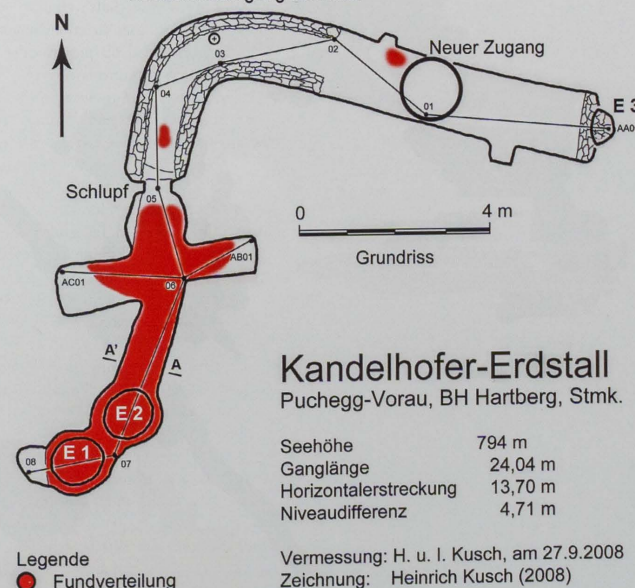 N
Neuer Zugang
02
03
04
01
E 3
AA0
Schlupf
05
0
4 m
Grundriss
AB01
AC01
06
A'
A
E 2
E 1
07
08
Kandelhofer-Erdstall
Puchegg-Vorau, BH Hartberg, Stmk.
Seehöhe 794 m
Ganglänge 24,04 m
Horizontalerstreckung 13,70 m
Niveaudifferenz 4,71 m
Legende
Fundverteilung
Vermessung: H. u. I. Kusch, am 27.9.2008
Zeichnung: Heinrich Kusch (2008)